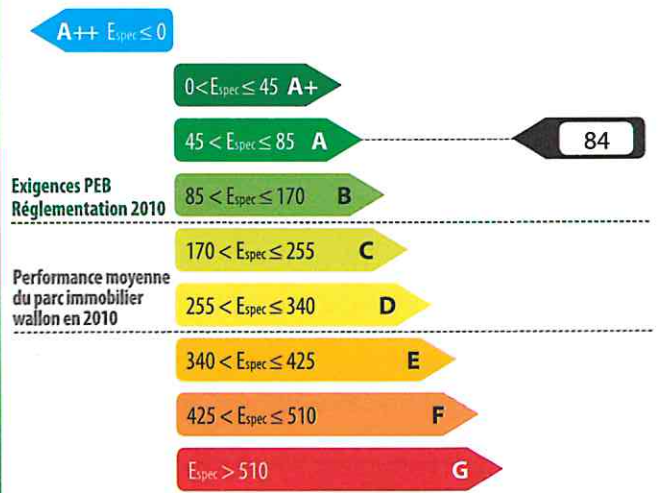 A++ Espec ≤ 0
0 < Espec ≤ 45 A+
45 < Espec ≤ 85 A
84
Exigences PEB
Réglementation 2010
85 < Espec ≤ 170 B
170 < Espec ≤ 255 C
Performance moyenne
du parc immobilier
wallon en 2010
255 < Espec ≤ 340 D
340 < Espec ≤ 425 E
425 < Espec ≤ 510 F
Espec > 510 G